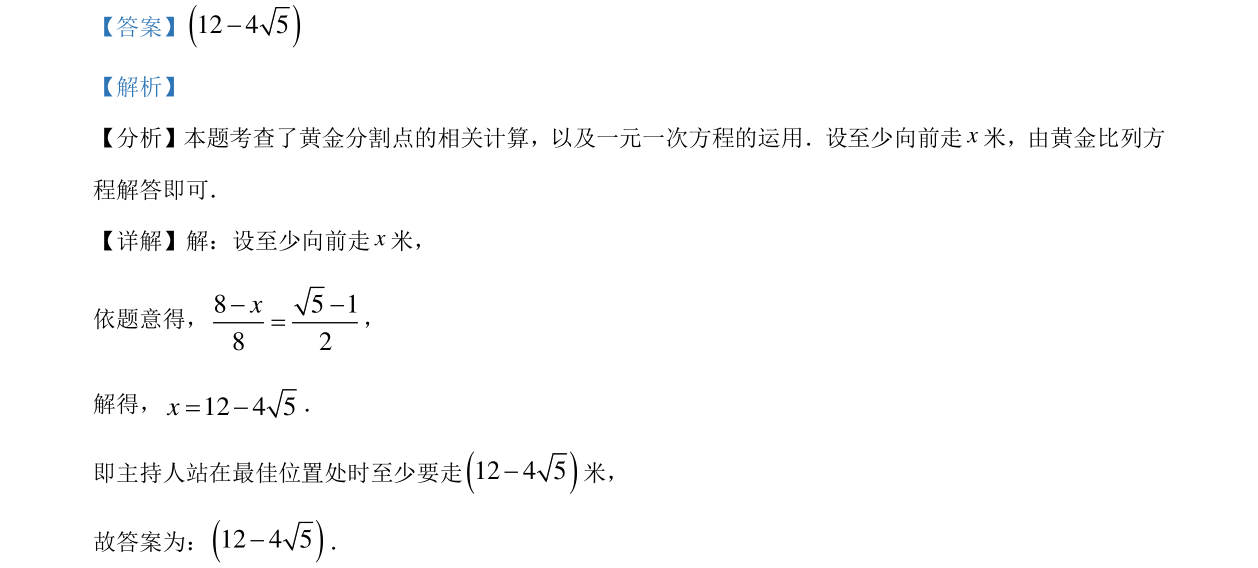 【答案】(12－4√5)
【解析】
【分析】本题考查了黄金分割点的相关计算，以及一元一次方程的运用．设至少向前走 x 米，由黄金比列方
程解答即可．
【详解】解：设至少向前走 x 米，
依题意得，(8－x)/8＝(√5－1)/2，
解得，x＝12－4√5．
即主持人站在最佳位置处时至少要走(12－4√5)米，
故答案为：(12－4√5)．